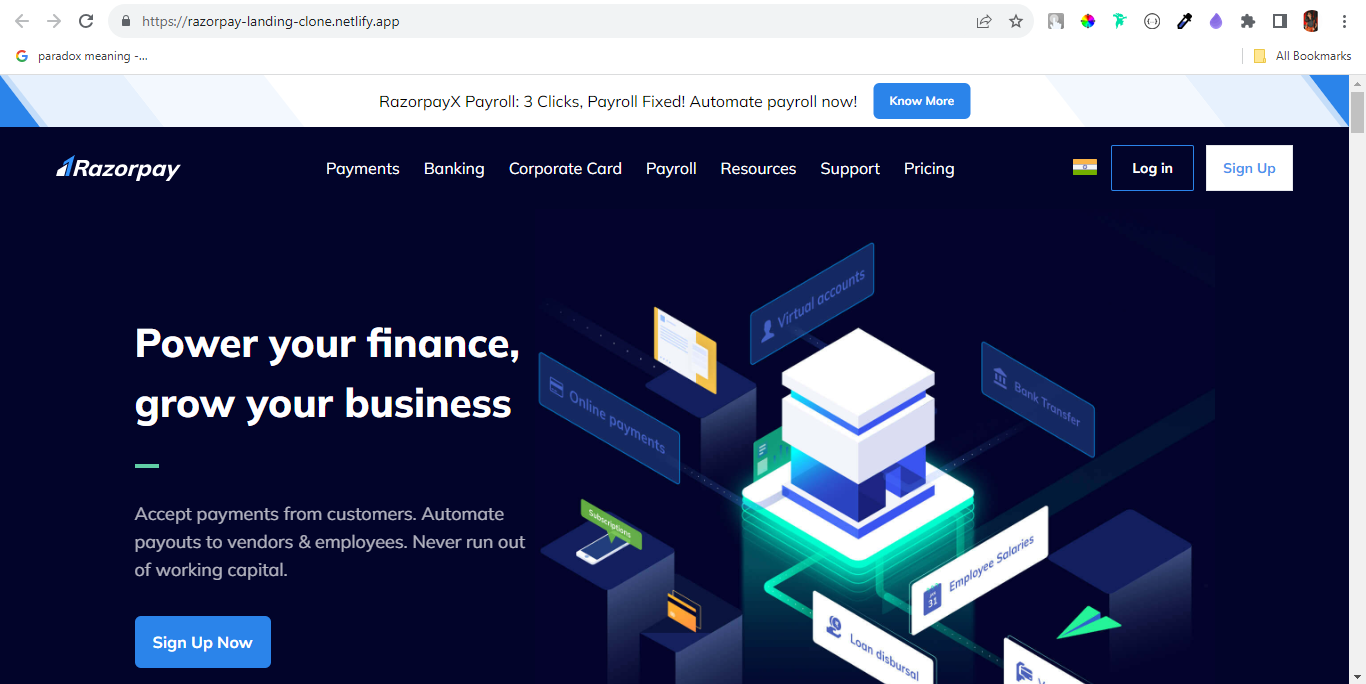 https://razorpay-landing-clone.netlify.app
paradox meaning -...
All Bookmarks
RazorpayX Payroll: 3 Clicks, Payroll Fixed! Automate payroll now!
Know More
Razorpay
Payments
Banking
Corporate Card
Payroll
Resources
Support
Pricing
Log in
Sign Up
Power your finance,
grow your business
Accept payments from customers. Automate
payouts to vendors & employees. Never run out
of working capital.
Sign Up Now
Virtual accounts
Online payments
Bank Transfer
Subscriptions
Employee Salaries
31
Loan disbursal